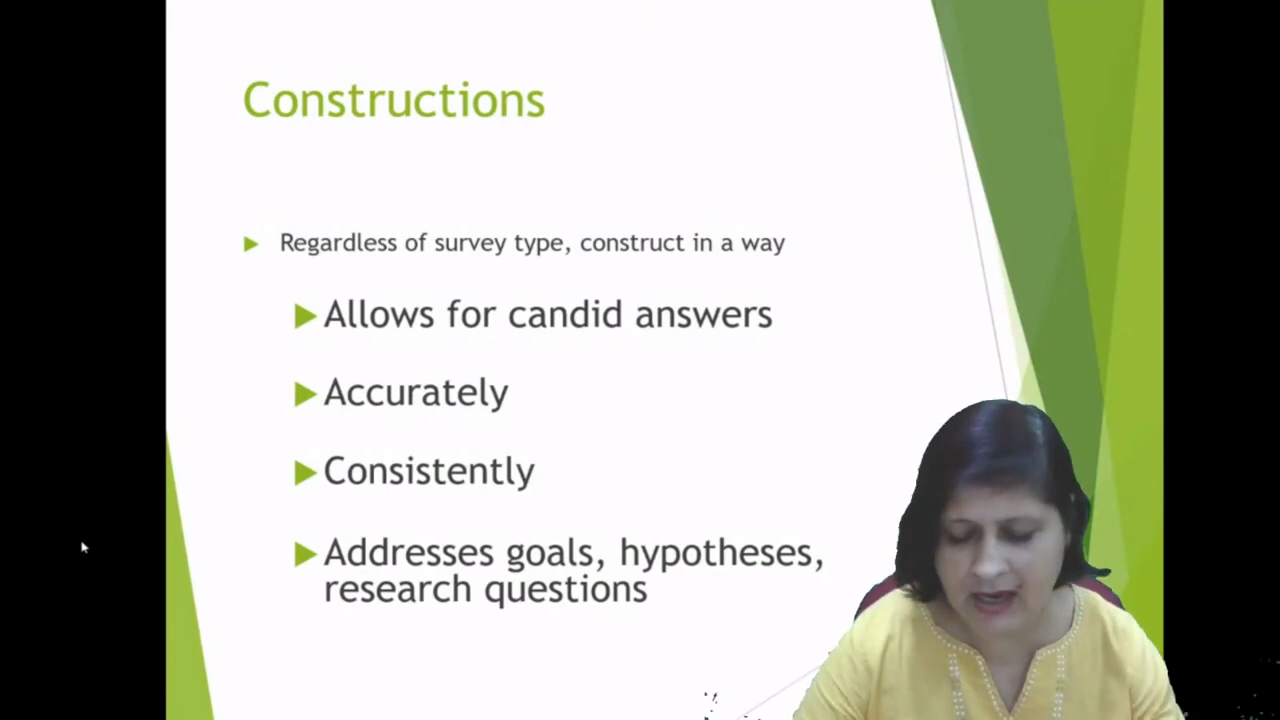 Constructions
Regardless of survey type, construct in a way
Allows for candid answers
Accurately
Consistently
Addresses goals, hypotheses,
research questions